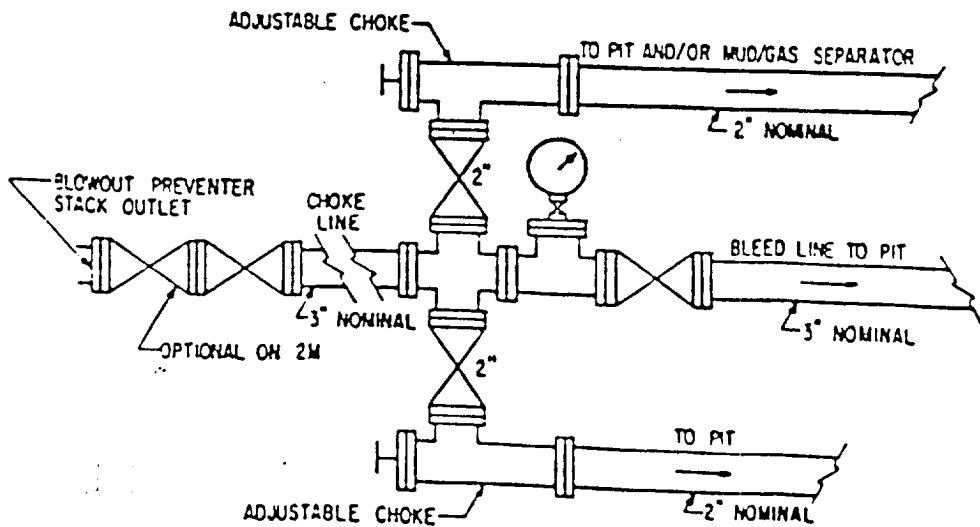 ADJUSTABLE CHOKE
TO PIT AND/OR MUD/GAS SEPARATOR
2" NOMINAL
2"
BLOWOUT PREVENTER
STACK OUTLET
CHOKE
LINE
BLEED LINE TO PIT
3" NOMINAL
3" NOMINAL
OPTIONAL ON 2M
2"
TO PIT
ADJUSTABLE CHOKE
2" NOMINAL